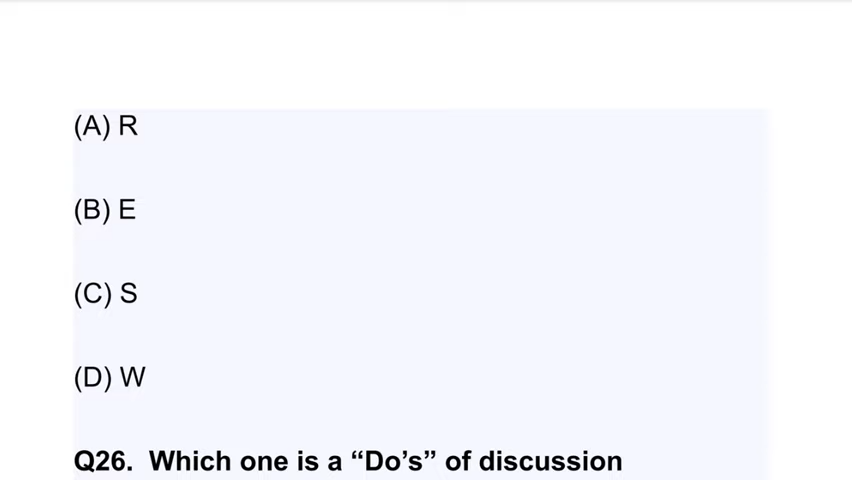 (A) R
(B) E
(C) S
(D) W
Q26.  Which one is a “Do’s” of discussion